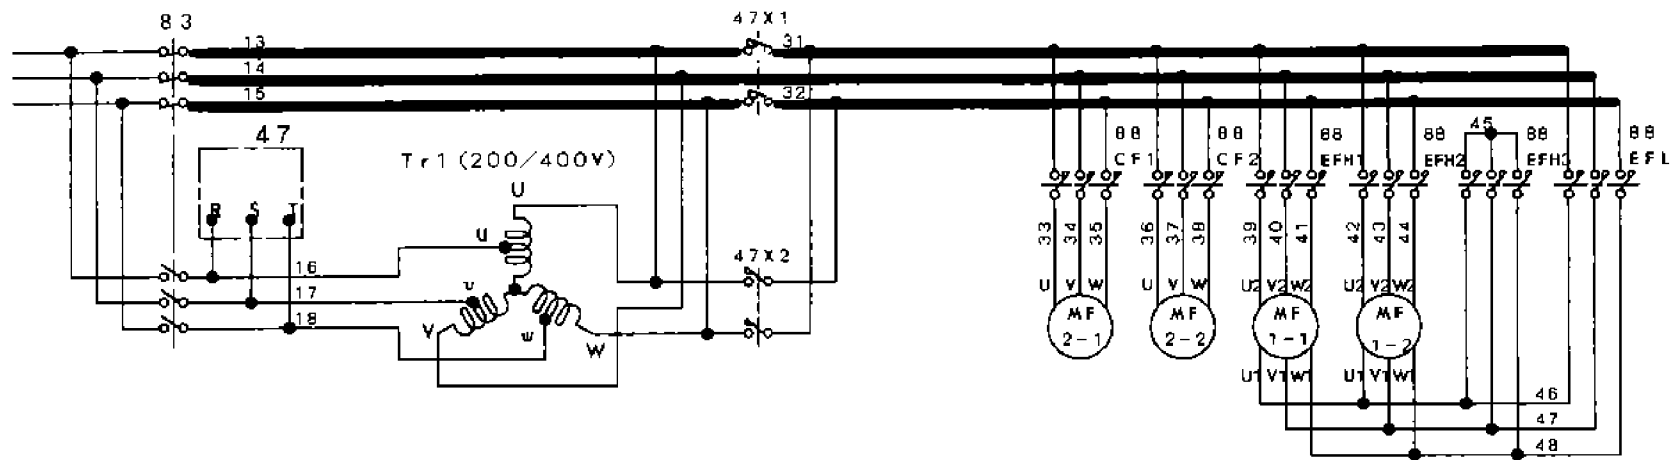 83
47X1
13
31
14
15
32
47
Tr1(200/400V)
U
88
CF1
88
CF2
88
EFH1
88
EFH2
45
88
88
EFL
R S T
u
33 34 35 36 37 38 39 40 41 42 43 44
16
47X2
17
u
18
V
w
W
U V W U V W U2 V2 W2 U2 V2 W2
MF
2-1
MF
2-2
MF
1-1
MF
1-2
U1 V1 W1 U1 V1 W1
46
47
48